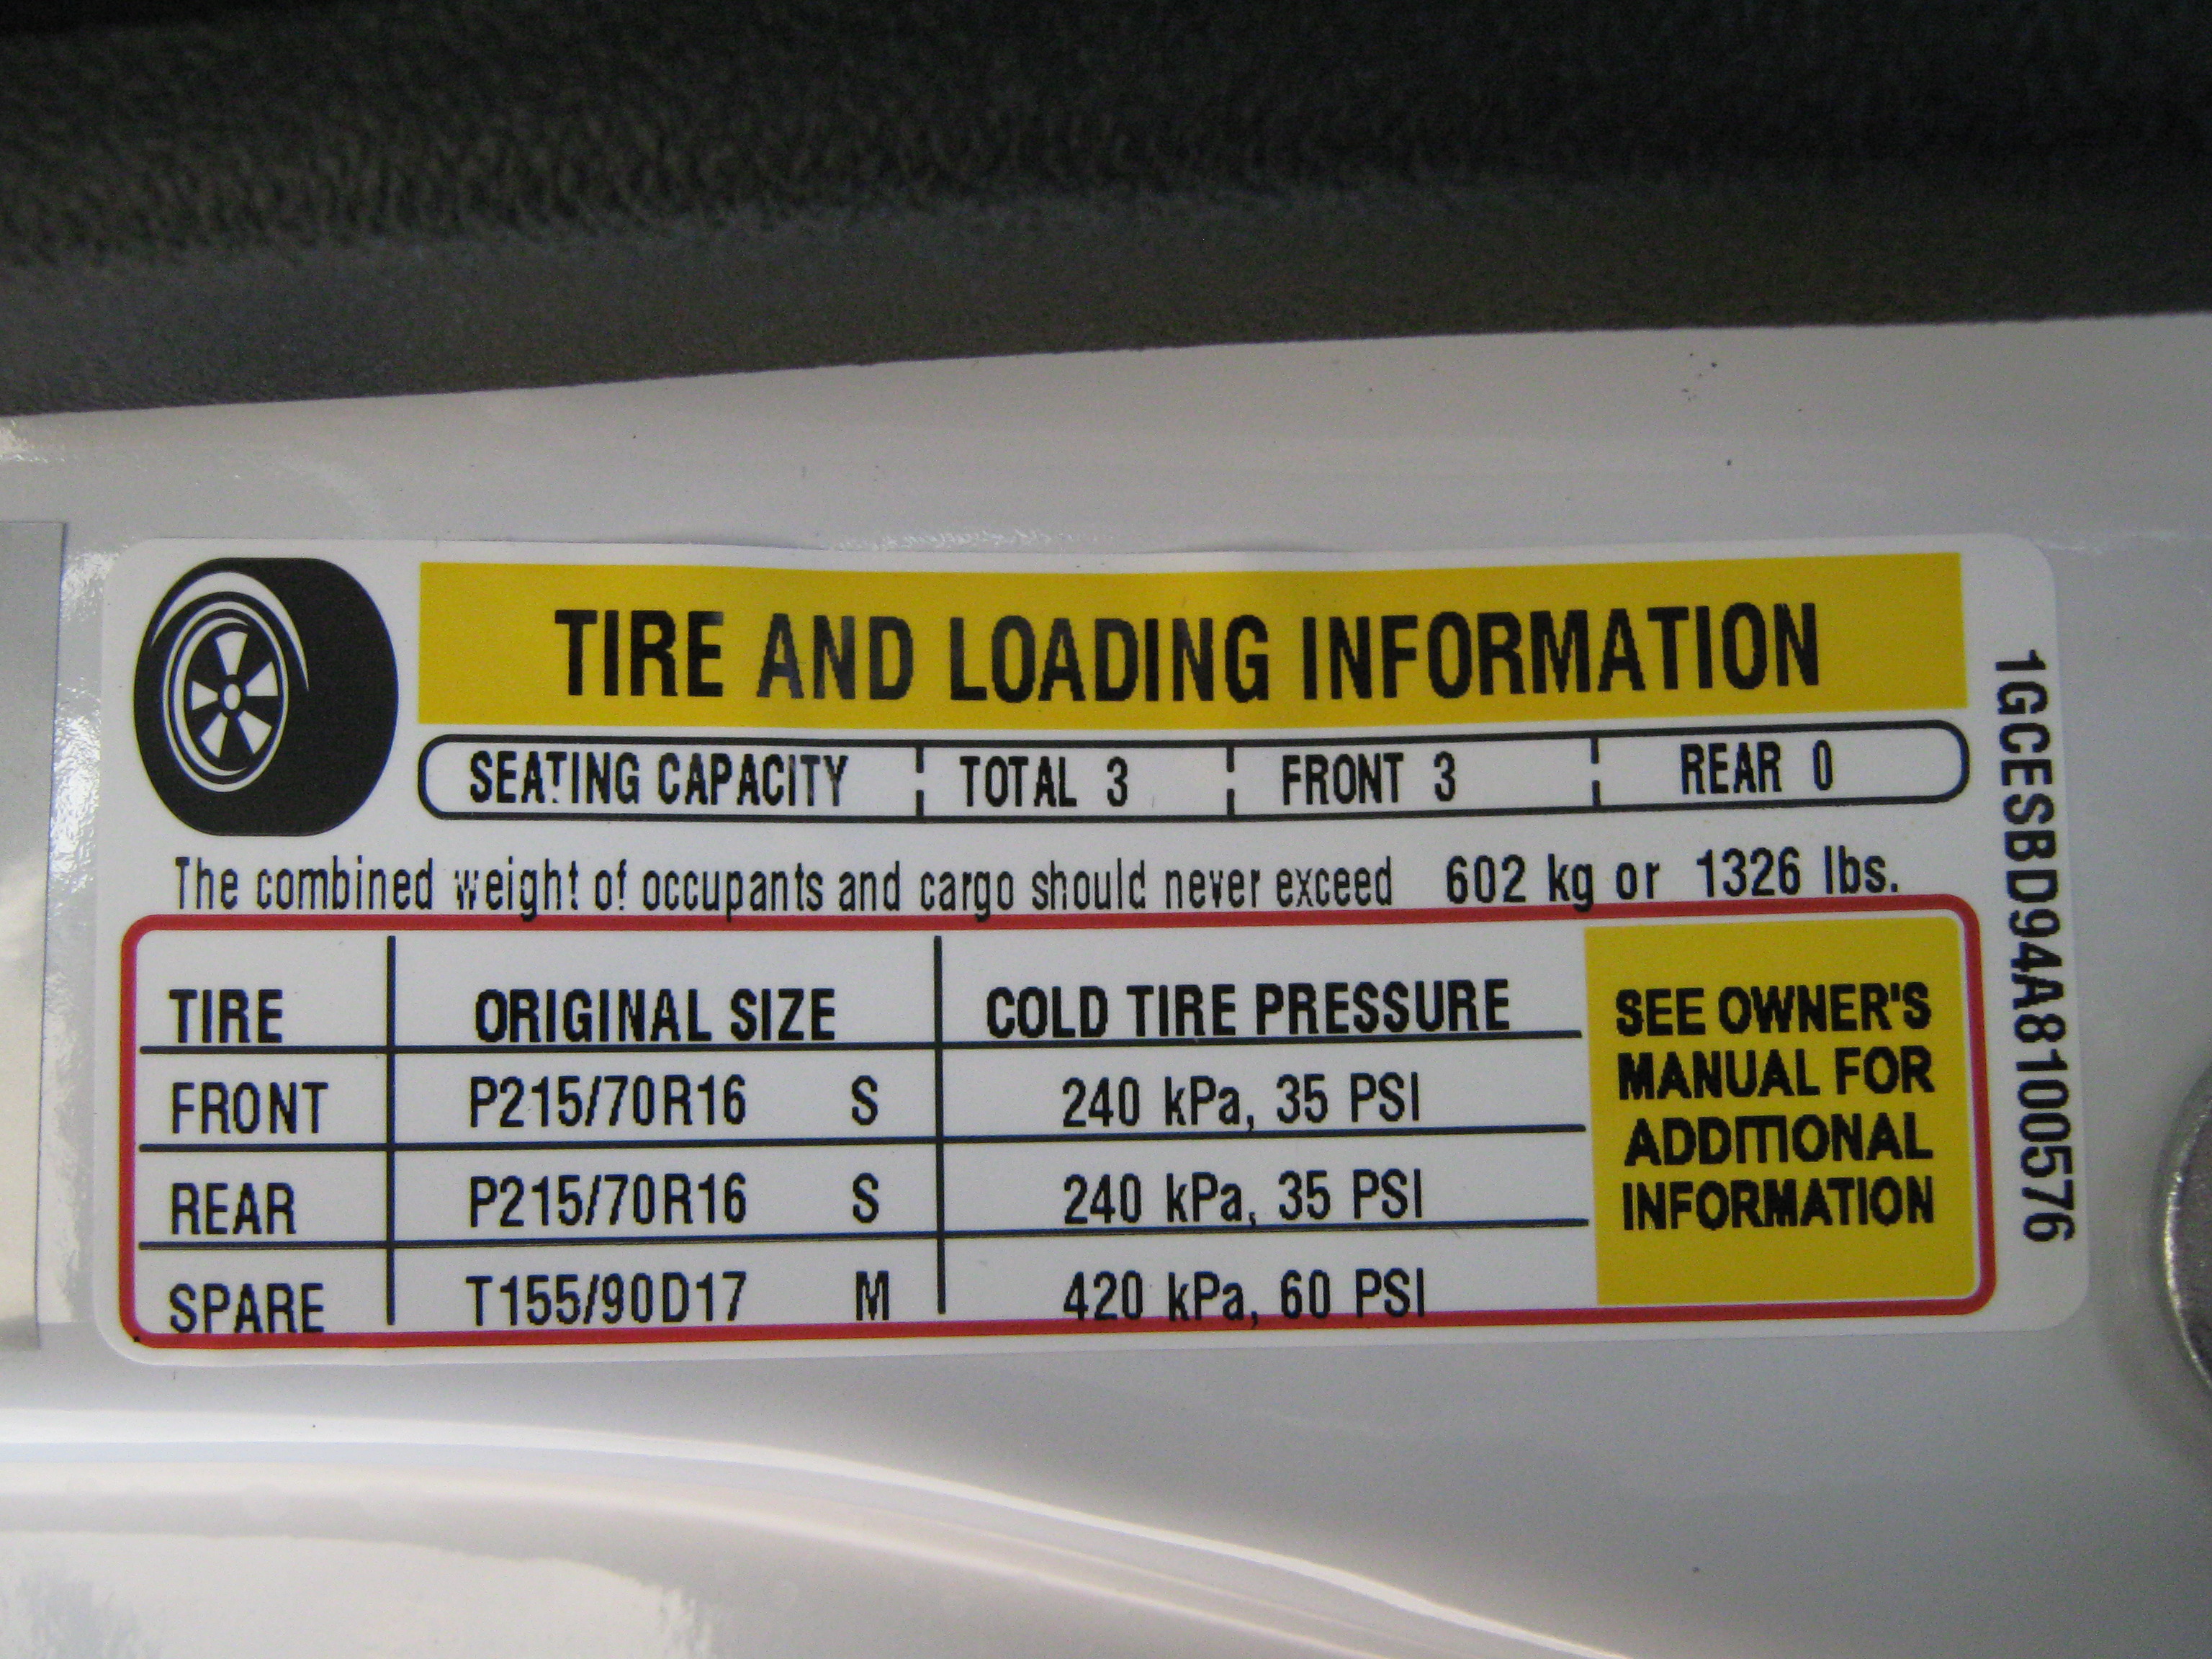 TIRE AND LOADING INFORMATION
SEATING CAPACITY TOTAL 3 FRONT 3 REAR 0
The combined weight of occupants and cargo should never exceed 602 kg or 1326 lbs.
TIRE ORIGINAL SIZE COLD TIRE PRESSURE
FRONT P215/70R16 S 240 kPa, 35 PSI
REAR P215/70R16 S 240 kPa, 35 PSI
SPARE T155/90D17 M 420 kPa, 60 PSI
SEE OWNER'S
MANUAL FOR
ADDITIONAL
INFORMATION
1GCESBD94A8100576